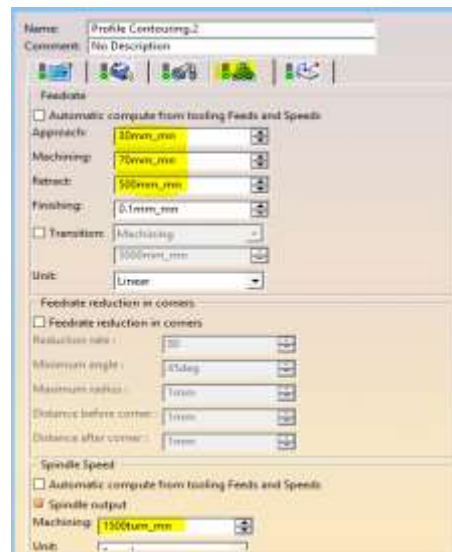 Name: Profile Contouring.2
Comment: No Description
Feedrate
Automatic compute from tooling Feeds and Speeds
Approach: 30mm_mn
Machining: 70mm_mn
Retract: 500mm_mn
Finishing: 0.1mm_mn
Transition: Machining
5000mm_mn
Unit: Linear
Feedrate reduction in corners
Feedrate reduction in corners
Reduction rate :
Minimum angle : 45deg
Maximum radius : 1mm
Distance before corner : 1mm
Distance after corner : 1mm
Spindle Speed
Automatic compute from tooling Feeds and Speeds
Spindle output
Machining: 1500turn_mn
Unit: